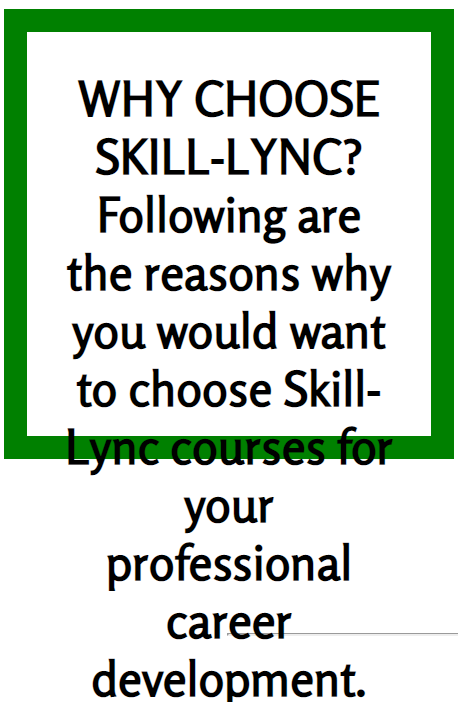 WHY CHOOSE
SKILL-LYNC?
Following are
the reasons why
you would want
to choose Skill-
Lync courses for
your
professional
career
development.